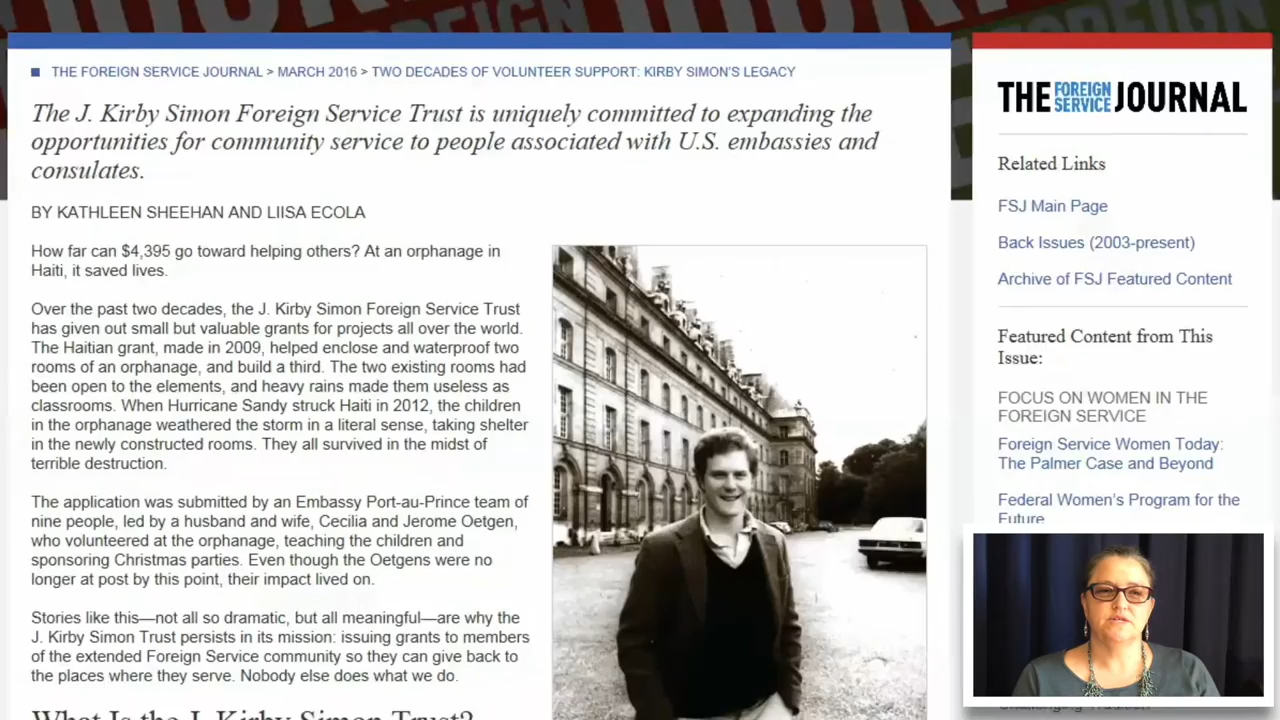 THE FOREIGN SERVICE JOURNAL > MARCH 2016 > TWO DECADES OF VOLUNTEER SUPPORT: KIRBY SIMON'S LEGACY
The J. Kirby Simon Foreign Service Trust is uniquely committed to expanding the
opportunities for community service to people associated with U.S. embassies and
consulates.
BY KATHLEEN SHEEHAN AND LIISA ECOLA
How far can $4,395 go toward helping others? At an orphanage in
Haiti, it saved lives.
Over the past two decades, the J. Kirby Simon Foreign Service Trust
has given out small but valuable grants for projects all over the world.
The Haitian grant, made in 2009, helped enclose and waterproof two
rooms of an orphanage, and build a third. The two existing rooms had
been open to the elements, and heavy rains made them useless as
classrooms. When Hurricane Sandy struck Haiti in 2012, the children
in the orphanage weathered the storm in a literal sense, taking shelter
in the newly constructed rooms. They all survived in the midst of
terrible destruction.
The application was submitted by an Embassy Port-au-Prince team of
nine people, led by a husband and wife, Cecilia and Jerome Oetgen,
who volunteered at the orphanage, teaching the children and
sponsoring Christmas parties. Even though the Oetgens were no
longer at post by this point, their impact lived on.
Stories like this—not all so dramatic, but all meaningful—are why the
J. Kirby Simon Trust persists in its mission: issuing grants to members
of the extended Foreign Service community so they can give back to
the places where they serve. Nobody else does what we do.
What Is the J. Kirby Simon Trust?
THE FOREIGN SERVICE JOURNAL
Related Links
FSJ Main Page
Back Issues (2003-present)
Archive of FSJ Featured Content
Featured Content from This
Issue:
FOCUS ON WOMEN IN THE
FOREIGN SERVICE
Foreign Service Women Today:
The Palmer Case and Beyond
Federal Women's Program for the
Future